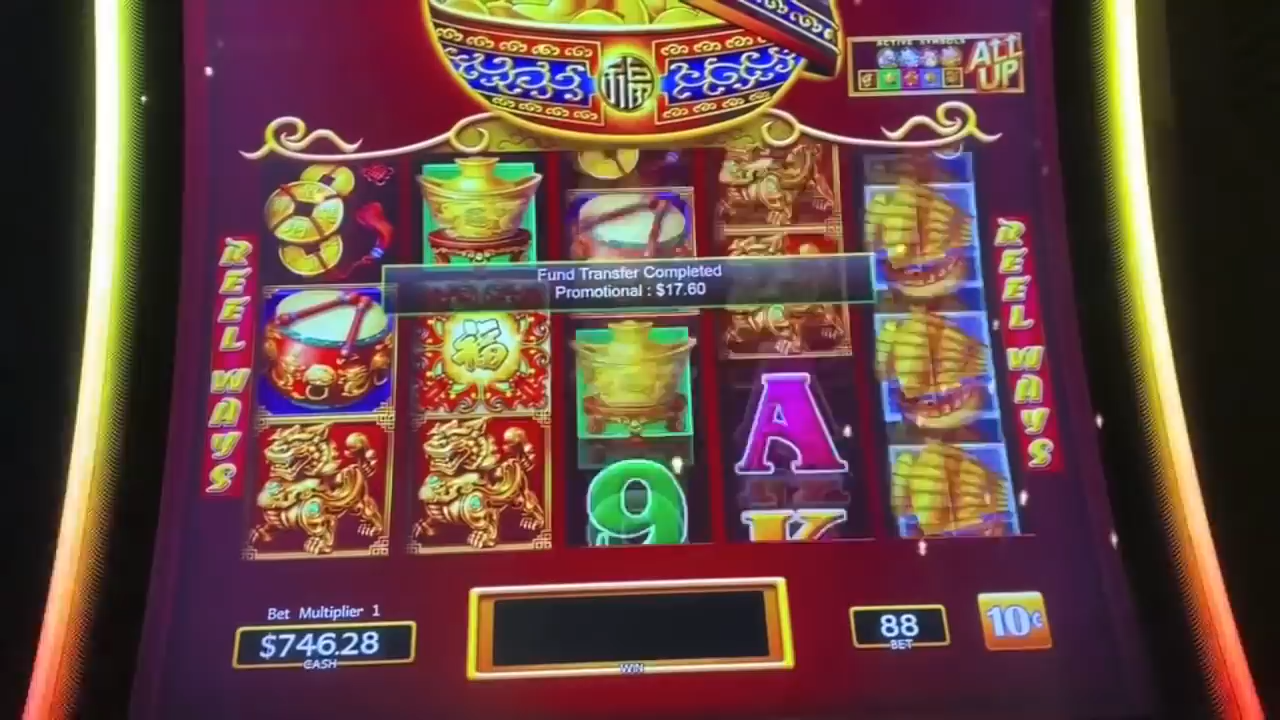 福
ACTIVE SYMBOLS
ALL
UP
REEL WAYS
REEL WAYS
Fund Transfer Completed
Promotional : $17.60
福
A
9
K
Bet Multiplier 1
$746.28
CASH
WIN
88
BET
10¢